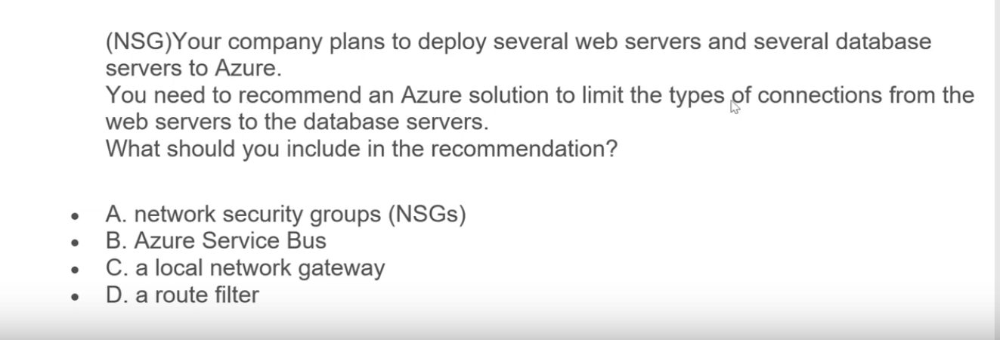 (NSG)Your company plans to deploy several web servers and several database
servers to Azure.
You need to recommend an Azure solution to limit the types of connections from the
web servers to the database servers.
What should you include in the recommendation?
• A. network security groups (NSGs)
• B. Azure Service Bus
• C. a local network gateway
• D. a route filter